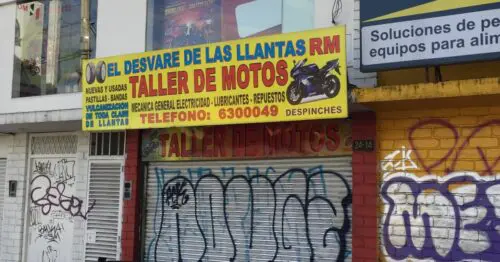 EL DESVARE DE LAS LLANTAS RM
TALLER DE MOTOS
NUEVAS Y USADAS
PASTILLAS - BANDAS
VULCANIZACION
DE TODA CLASE
DE LLANTAS
MECANICA GENERAL ELECTRICIDAD - LUBRICANTES - REPUESTOS
TELEFONO: 6300049
DESPINCHES
TALLER DE MOTOS
Soluciones de pe
equipos para alim